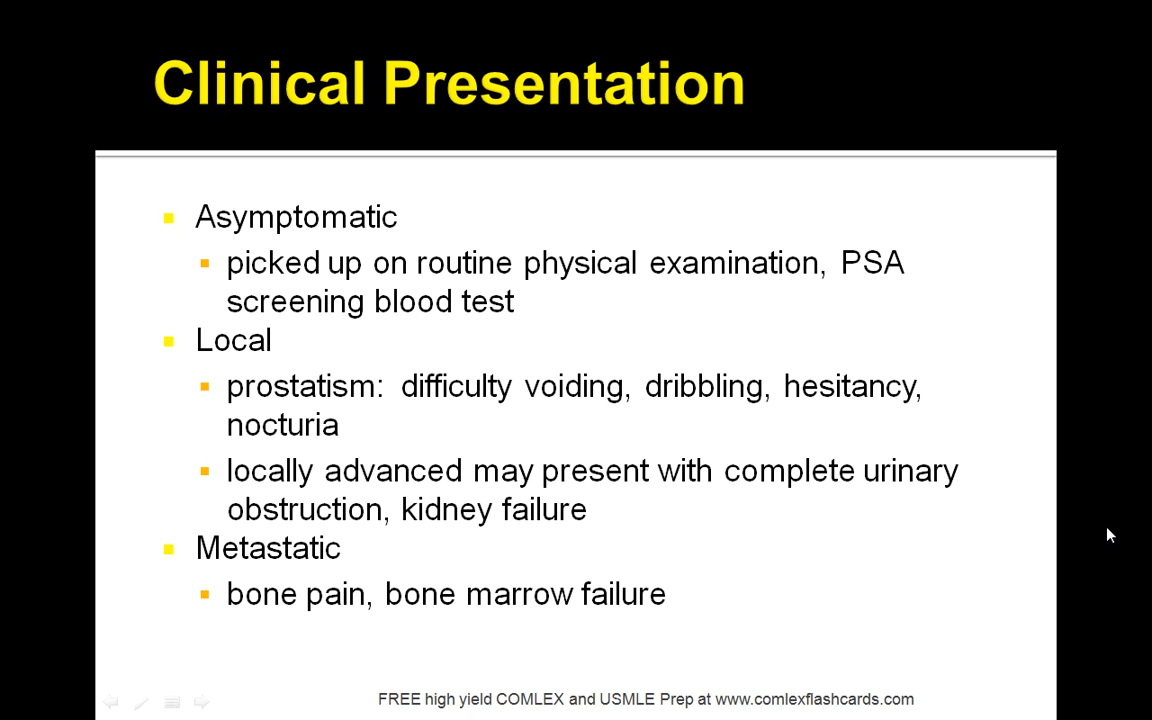 Clinical Presentation
Asymptomatic
picked up on routine physical examination, PSA
screening blood test
Local
prostatism: difficulty voiding, dribbling, hesitancy,
nocturia
locally advanced may present with complete urinary
obstruction, kidney failure
Metastatic
bone pain, bone marrow failure
FREE high yield COMLEX and USMLE Prep at www.comlexflashcards.com